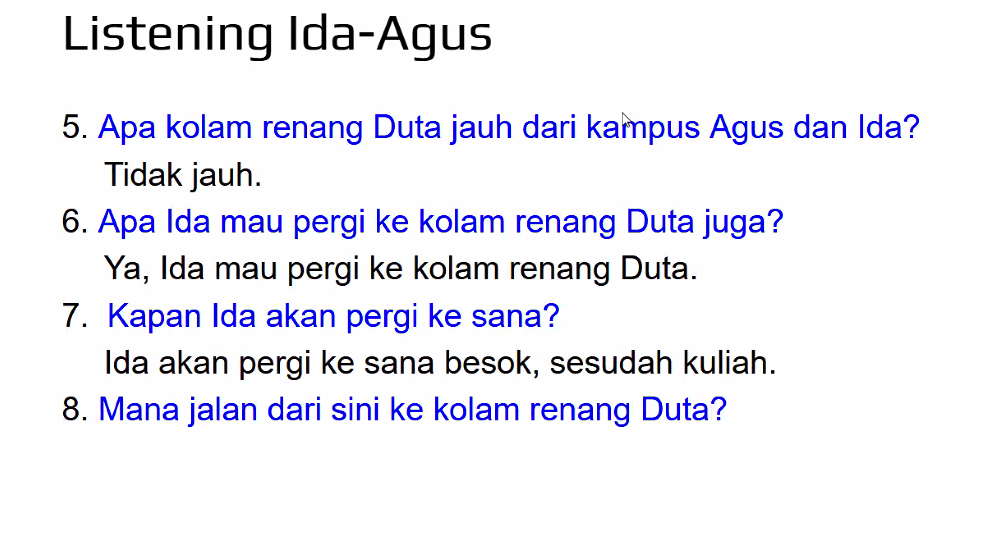 Listening Ida-Agus
5. Apa kolam renang Duta jauh dari kampus Agus dan Ida?
Tidak jauh.
6. Apa Ida mau pergi ke kolam renang Duta juga?
Ya, Ida mau pergi ke kolam renang Duta.
7. Kapan Ida akan pergi ke sana?
Ida akan pergi ke sana besok, sesudah kuliah.
8. Mana jalan dari sini ke kolam renang Duta?